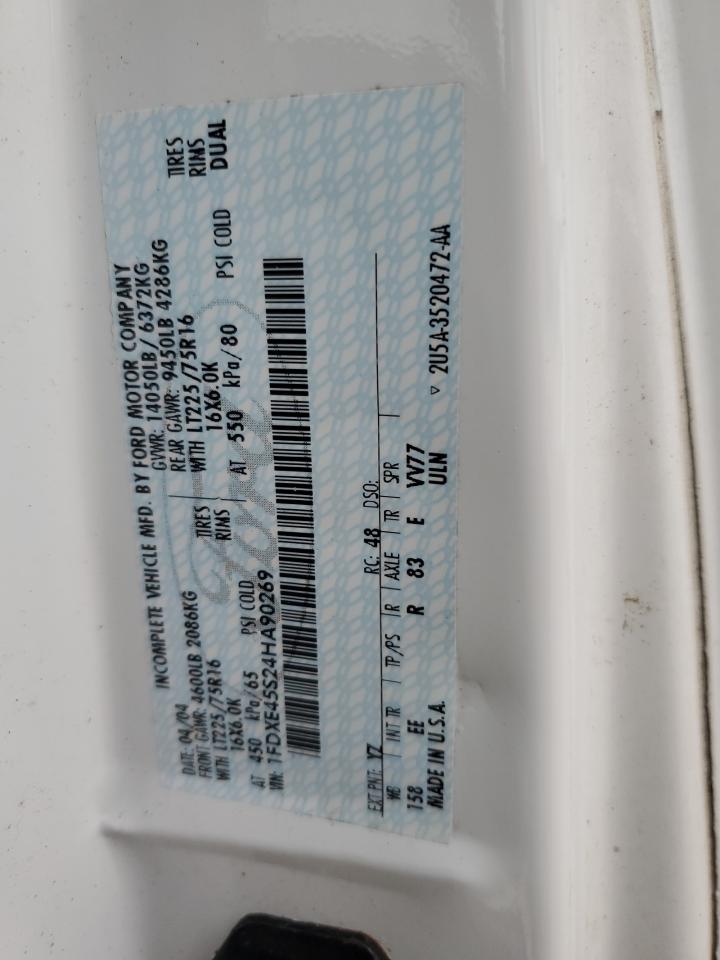 INCOMPLETE VEHICLE MFD. BY FORD MOTOR COMPANY
DATE: 04/04 GVWR: 14050LB/ 6372KG
FRONT GAWR: 4600LB 2086KG REAR GAWR: 9450LB 4286KG
WITH LT225/75R16 TIRES WITH LT225/75R16 TIRES
16X6.0K RIMS 16X6.0K RIMS
AT 450 kPa/65 PSI COLD AT 550 kPa/80 PSI COLD DUAL
VIN: 1FDXE45S24HA90269
Ford
EXT PNT: YZ RC: 48 DSO:
WB INT TR TP/PS R AXLE TR SPR
158 EE R 83 E VV77
MADE IN U.S.A. ULN ▽ 2U5A-3520472-AA